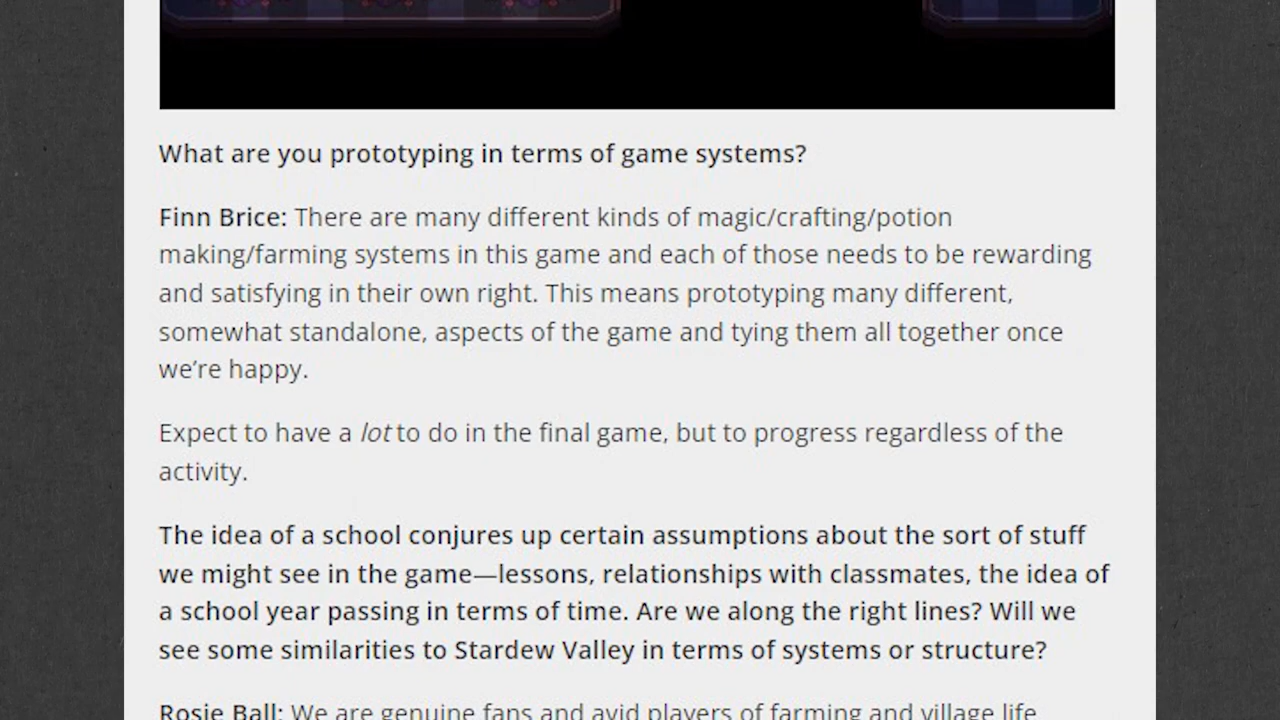 What are you prototyping in terms of game systems?
Finn Brice: There are many different kinds of magic/crafting/potion
making/farming systems in this game and each of those needs to be rewarding
and satisfying in their own right. This means prototyping many different,
somewhat standalone, aspects of the game and tying them all together once
we’re happy.
Expect to have a lot to do in the final game, but to progress regardless of the
activity.
The idea of a school conjures up certain assumptions about the sort of stuff
we might see in the game—lessons, relationships with classmates, the idea of
a school year passing in terms of time. Are we along the right lines? Will we
see some similarities to Stardew Valley in terms of systems or structure?
Rosie Ball: We are genuine fans and avid players of farming and village life